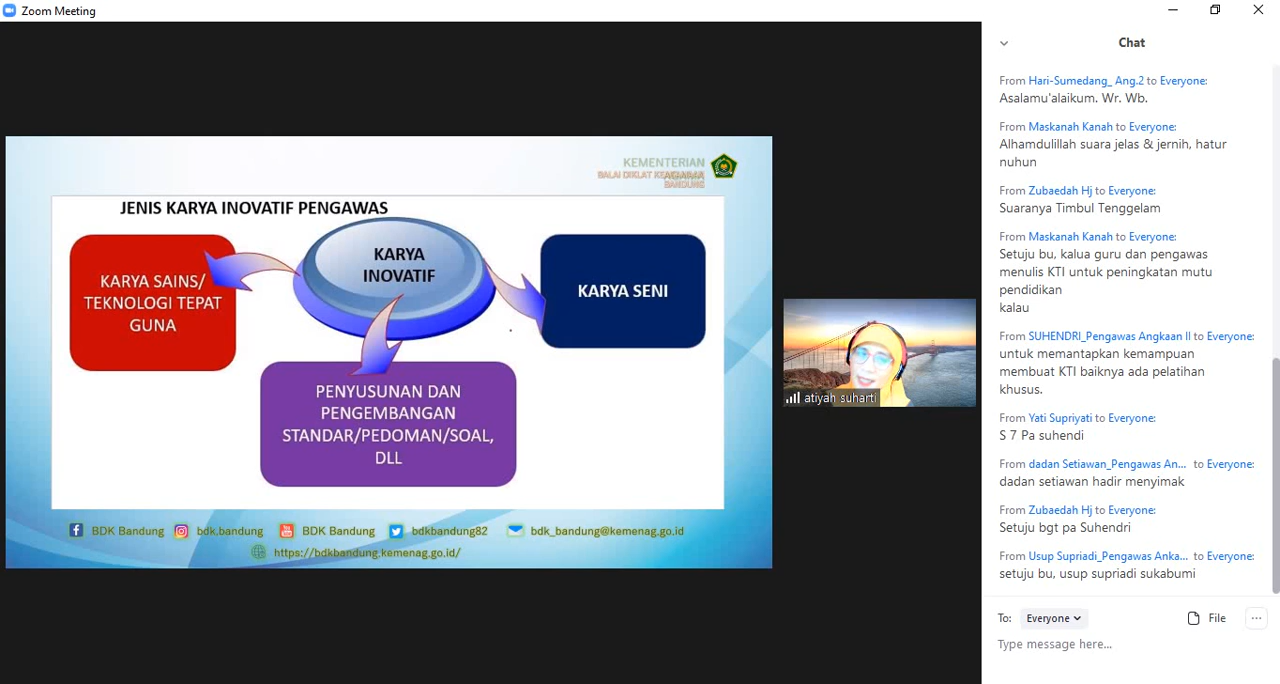 Zoom Meeting
KEMENTERIAN
BALAI DIKLAT KEAGAMAAN
BANDUNG
JENIS KARYA INOVATIF PENGAWAS
KARYA SAINS/
TEKNOLOGI TEPAT
GUNA
KARYA
INOVATIF
KARYA SENI
PENYUSUNAN DAN
PENGEMBANGAN
STANDAR/PEDOMAN/SOAL,
DLL
BDK Bandung bdk.bandung BDK Bandung bdkbandung82 bdk_bandung@kemenag.go.id
https://bdkbandung.kemenag.go.id/
atiyah suharti
Chat
From Hari-Sumedang_ Ang.2 to Everyone:
Asalamu'alaikum. Wr. Wb.
From Maskanah Kanah to Everyone:
Alhamdulillah suara jelas & jernih, hatur
nuhun
From Zubaedah Hj to Everyone:
Suaranya Timbul Tenggelam
From Maskanah Kanah to Everyone:
Setuju bu, kalua guru dan pengawas
menulis KTI untuk peningkatan mutu
pendidikan
kalau
From SUHENDRI_Pengawas Angkaan II to Everyone:
untuk memantapkan kemampuan
membuat KTI baiknya ada pelatihan
khusus.
From Yati Supriyati to Everyone:
S 7 Pa suhendi
From dadan Setiawan_Pengawas An... to Everyone:
dadan setiawan hadir menyimak
From Zubaedah Hj to Everyone:
Setuju bgt pa Suhendri
From Usup Supriadi_Pengawas Anka... to Everyone:
setuju bu, usup supriadi sukabumi
To: Everyone File ...
Type message here...